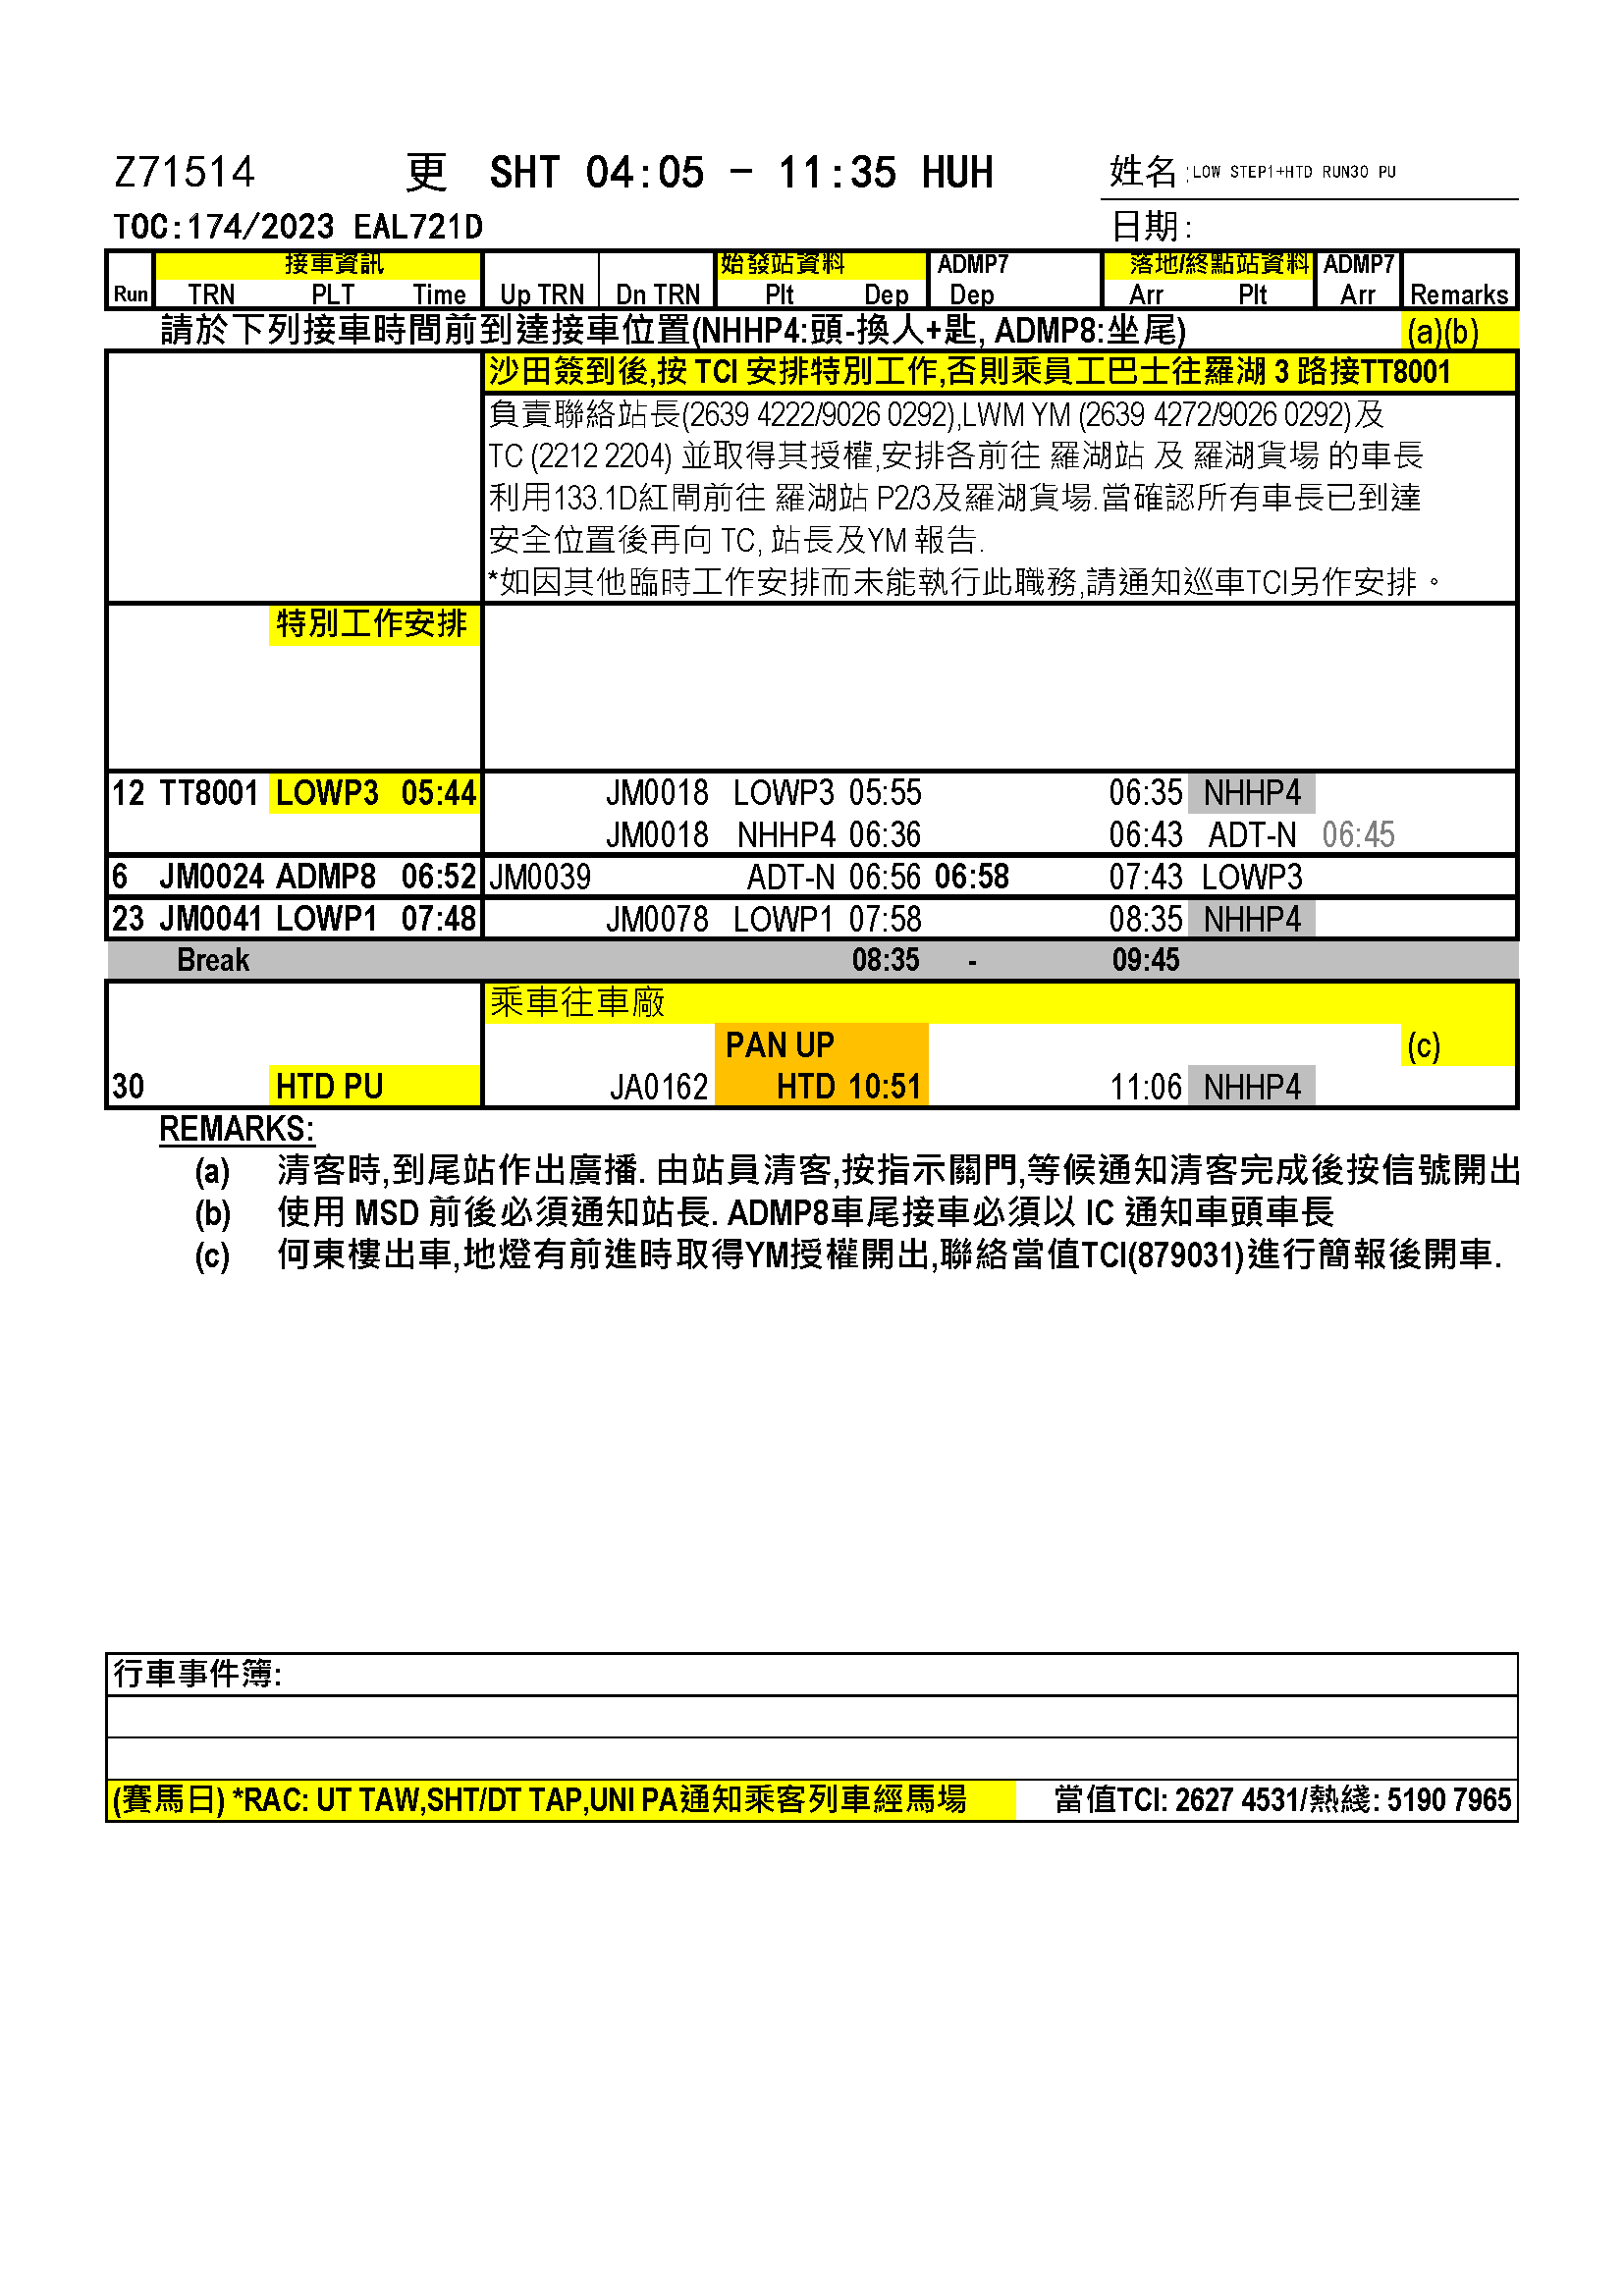 Z71514 更 SHT 04:05 - 11:35 HUH 姓名:LOW STEP1+HTD RUN30 PU
TOC:174/2023 EAL721D 日期:
接車資訊 始發站資料 ADMP7 落地/終點站資料 ADMP7
Run TRN PLT Time Up TRN Dn TRN Plt Dep Dep Arr Plt Arr Remarks
請於下列接車時間前到達接車位置(NHHP4:頭-換人+匙, ADMP8:坐尾) (a)(b)
沙田簽到後,按 TCI 安排特別工作,否則乘員工巴士往羅湖 3 路接TT8001
負責聯絡站長(2639 4222/9026 0292),LWM YM (2639 4272/9026 0292)及
TC (2212 2204) 並取得其授權,安排各前往 羅湖站 及 羅湖貨場 的車長
利用133.1D紅閘前往 羅湖站 P2/3及羅湖貨場.當確認所有車長已到達
安全位置後再向 TC, 站長及YM 報告.
*如因其他臨時工作安排而未能執行此職務,請通知巡車TCI另作安排。
特別工作安排
12 TT8001 LOWP3 05:44 JM0018 LOWP3 05:55 06:35 NHHP4
JM0018 NHHP4 06:36 06:43 ADT-N 06:45
6 JM0024 ADMP8 06:52 JM0039 ADT-N 06:56 06:58 07:43 LOWP3
23 JM0041 LOWP1 07:48 JM0078 LOWP1 07:58 08:35 NHHP4
Break 08:35 - 09:45
乘車往車廠
PAN UP (c)
30 HTD PU JA0162 HTD 10:51 11:06 NHHP4
REMARKS:
(a) 清客時,到尾站作出廣播. 由站員清客,按指示關門,等候通知清客完成後按信號開出
(b) 使用 MSD 前後必須通知站長. ADMP8車尾接車必須以 IC 通知車頭車長
(c) 何東樓出車,地燈有前進時取得YM授權開出,聯絡當值TCI(879031)進行簡報後開車.
行車事件簿:
(賽馬日) *RAC: UT TAW,SHT/DT TAP,UNI PA通知乘客列車經馬場 當值TCI: 2627 4531/熱綫: 5190 7965